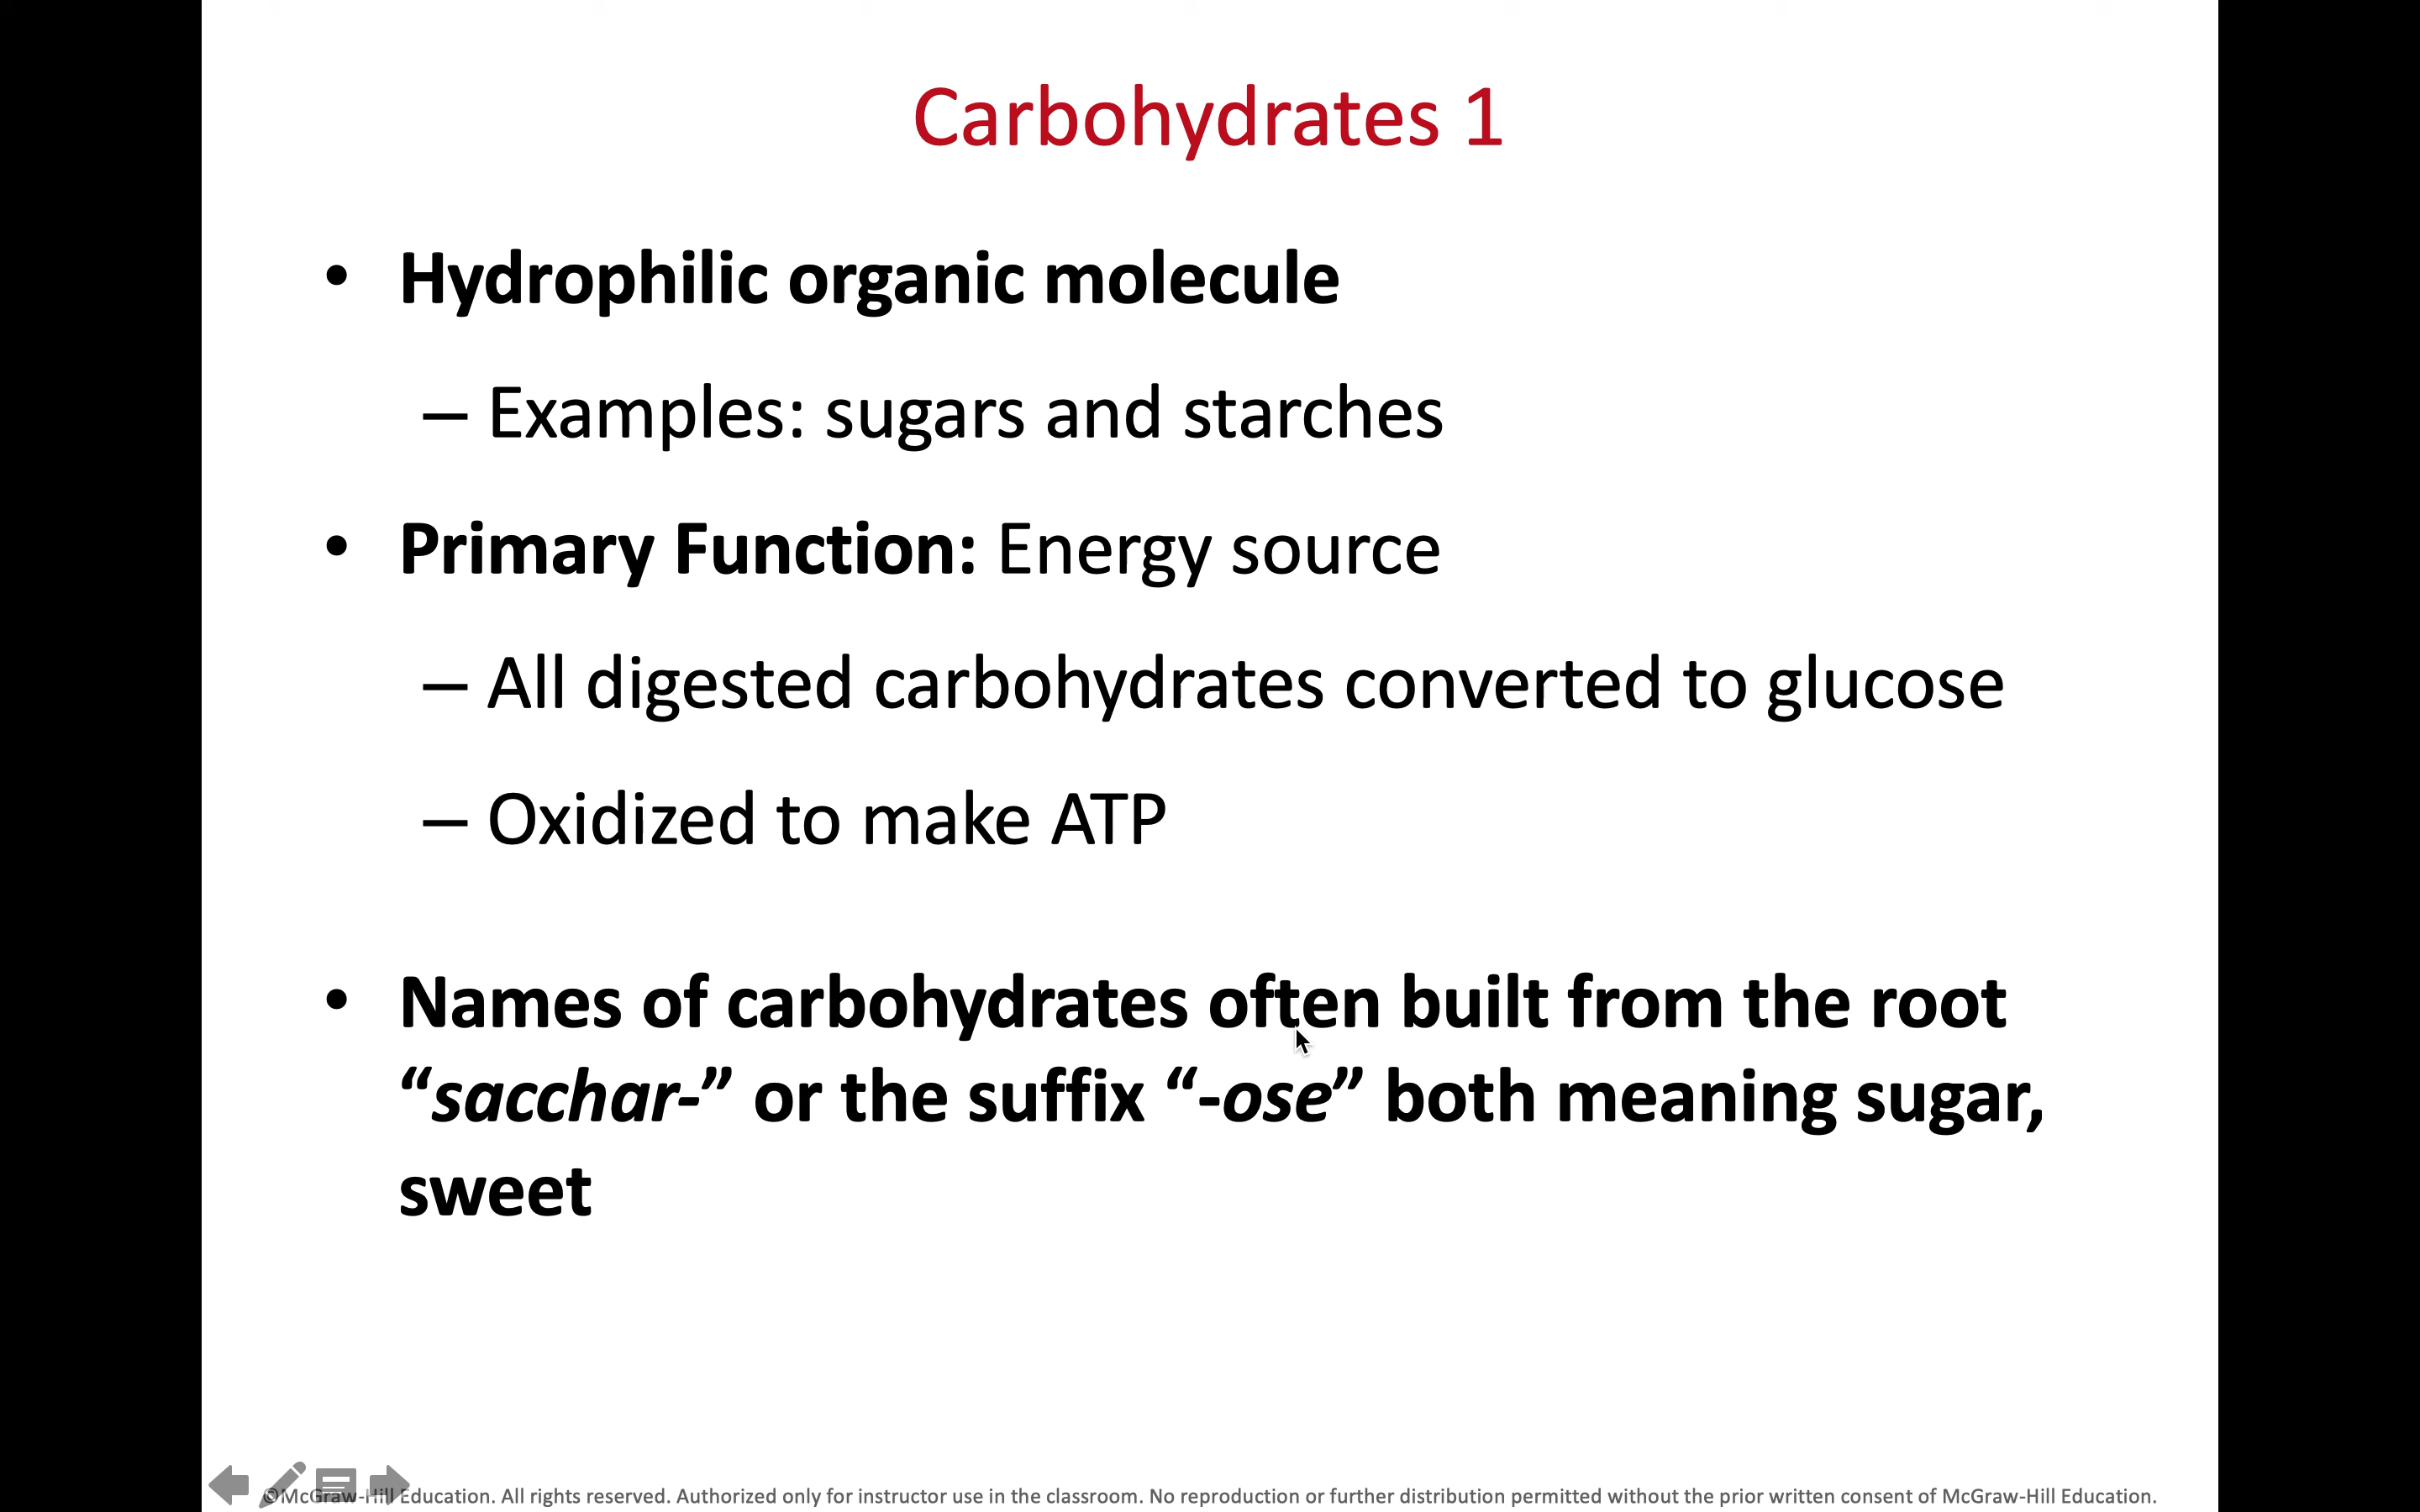 Carbohydrates 1
• Hydrophilic organic molecule
– Examples: sugars and starches
• Primary Function: Energy source
– All digested carbohydrates converted to glucose
– Oxidized to make ATP
• Names of carbohydrates often built from the root
“sacchar-” or the suffix “-ose” both meaning sugar,
sweet
©McGraw-Hill Education. All rights reserved. Authorized only for instructor use in the classroom. No reproduction or further distribution permitted without the prior written consent of McGraw-Hill Education.